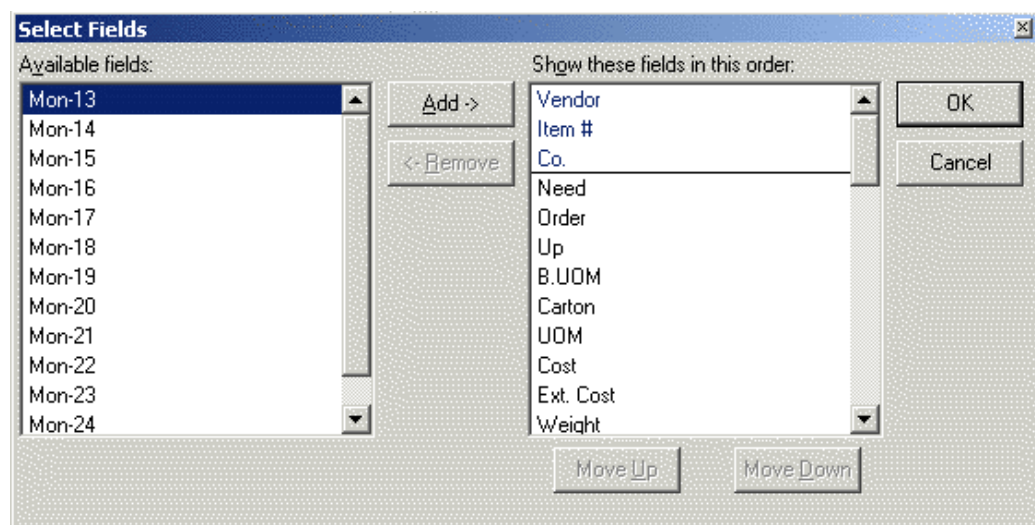 Select Fields
Available fields:
Mon-13
Mon-14
Mon-15
Mon-16
Mon-17
Mon-18
Mon-19
Mon-20
Mon-21
Mon-22
Mon-23
Mon-24
Add ->
<- Remove
Show these fields in this order:
Vendor
Item #
Co.
Need
Order
Up
B.UOM
Carton
UOM
Cost
Ext. Cost
Weight
Move Up
Move Down
OK
Cancel